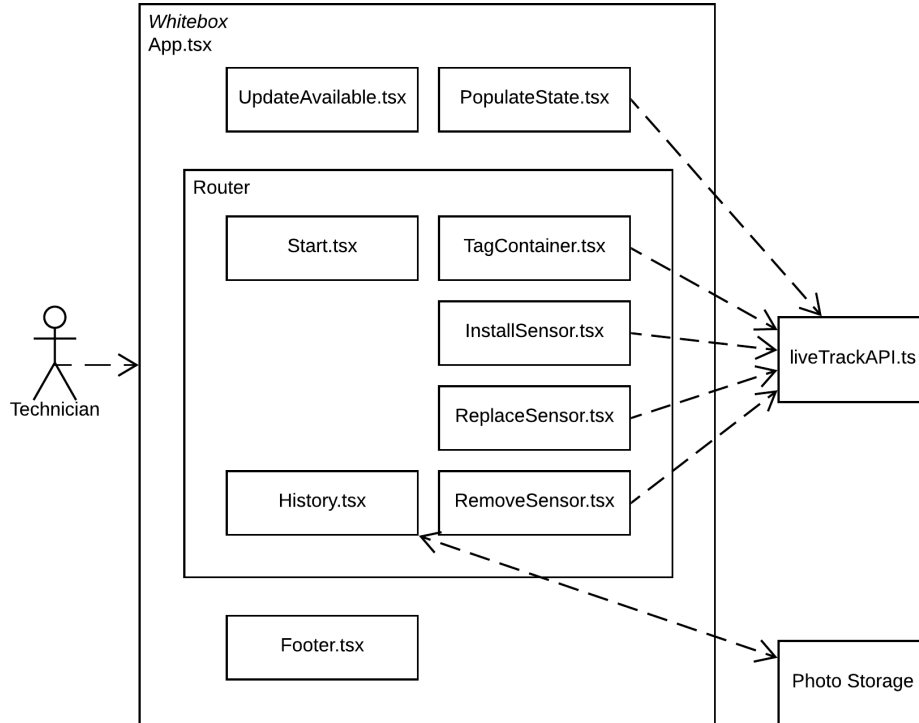 Whitebox
App.tsx
UpdateAvailable.tsx
PopulateState.tsx
Router
Start.tsx
TagContainer.tsx
InstallSensor.tsx
liveTrackAPI.ts
Technician
ReplaceSensor.tsx
History.tsx
RemoveSensor.tsx
Footer.tsx
Photo Storage